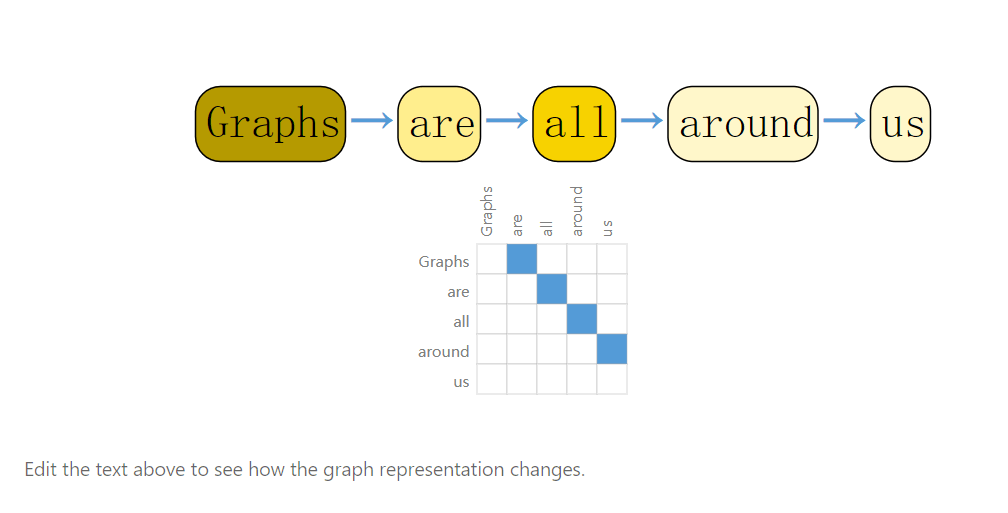 Graphs are all around us
Graphs are all around us
Graphs
are
all
around
us
Edit the text above to see how the graph representation changes.